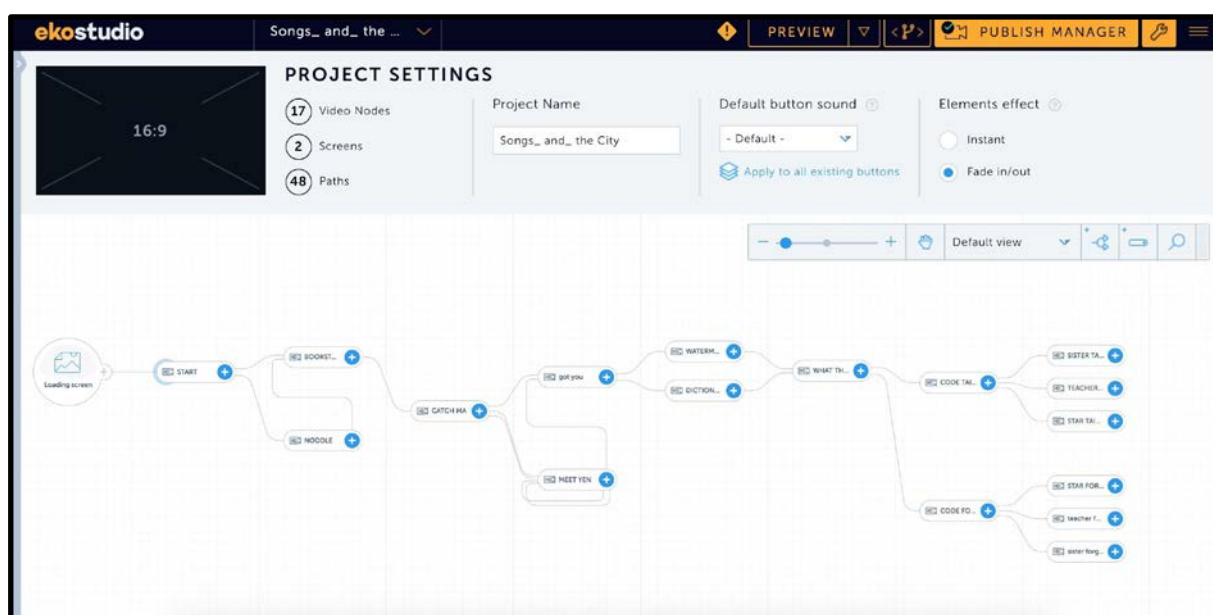 ekostudio
Songs_ and_ the ...
PREVIEW
PUBLISH MANAGER
PROJECT SETTINGS
16:9
17 Video Nodes
2 Screens
48 Paths
Project Name
Songs_ and_ the City
Default button sound ?
- Default -
Apply to all existing buttons
Elements effect ?
Instant
Fade in/out
Default view
Loading screen
START
BOOKST...
NOODLE
CATCH MA
got you
MEET YEN
WATERM...
DICTION...
WHAT TH...
CODE TAI...
CODE FO...
SISTER TA...
TEACHER...
STAR TAI...
STAR FOR...
teacher f...
sister forg...